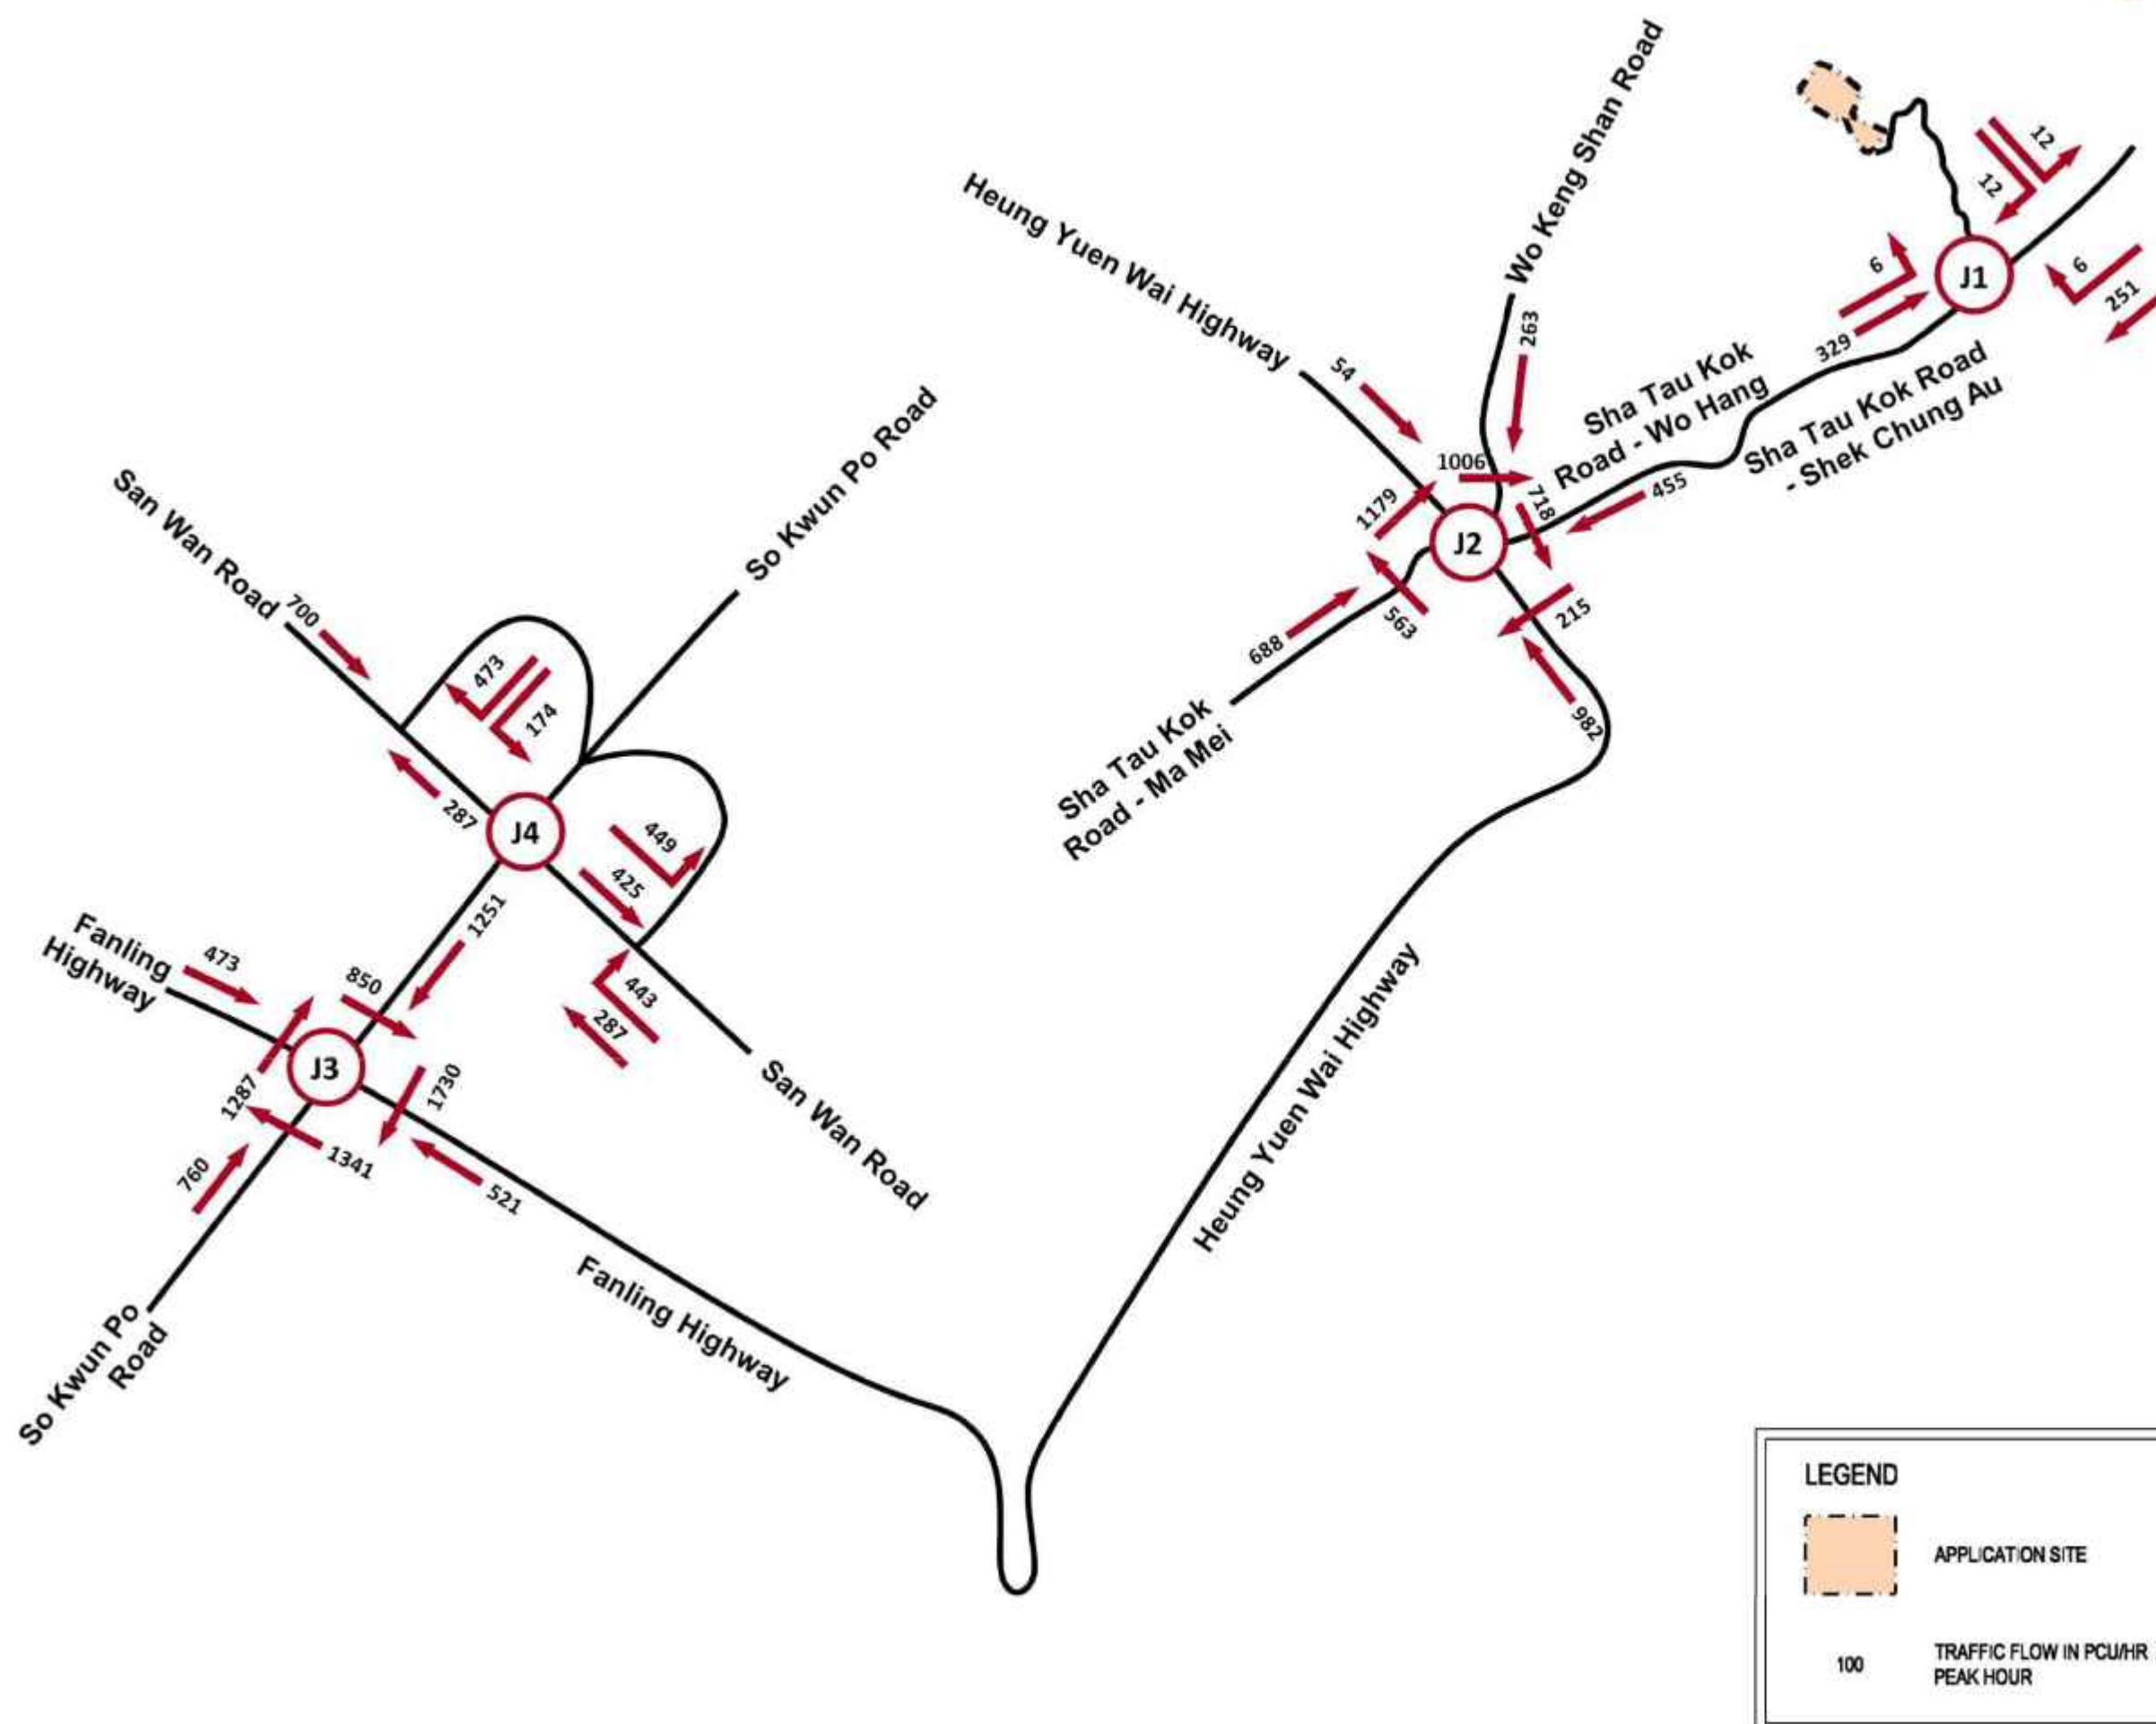 Wo Keng Shan Road
Heung Yuen Wai Highway
12
12
6
J1
6
251
329
263
54
Sha Tau Kok
Road - Wo Hang
Sha Tau Kok Road
- Shek Chung Au
1006
718
455
1179
J2
688
563
215
982
Sha Tau Kok
Road - Ma Mei
So Kwun Po Road
San Wan Road
700
473
174
287
J4
449
425
1251
443
287
Fanling
Highway
473
850
J3
1287
1730
1341
760
521
San Wan Road
Heung Yuen Wai Highway
Fanling Highway
So Kwun Po
Road
LEGEND
APPLICATION SITE
100
TRAFFIC FLOW IN PCU/HR
PEAK HOUR